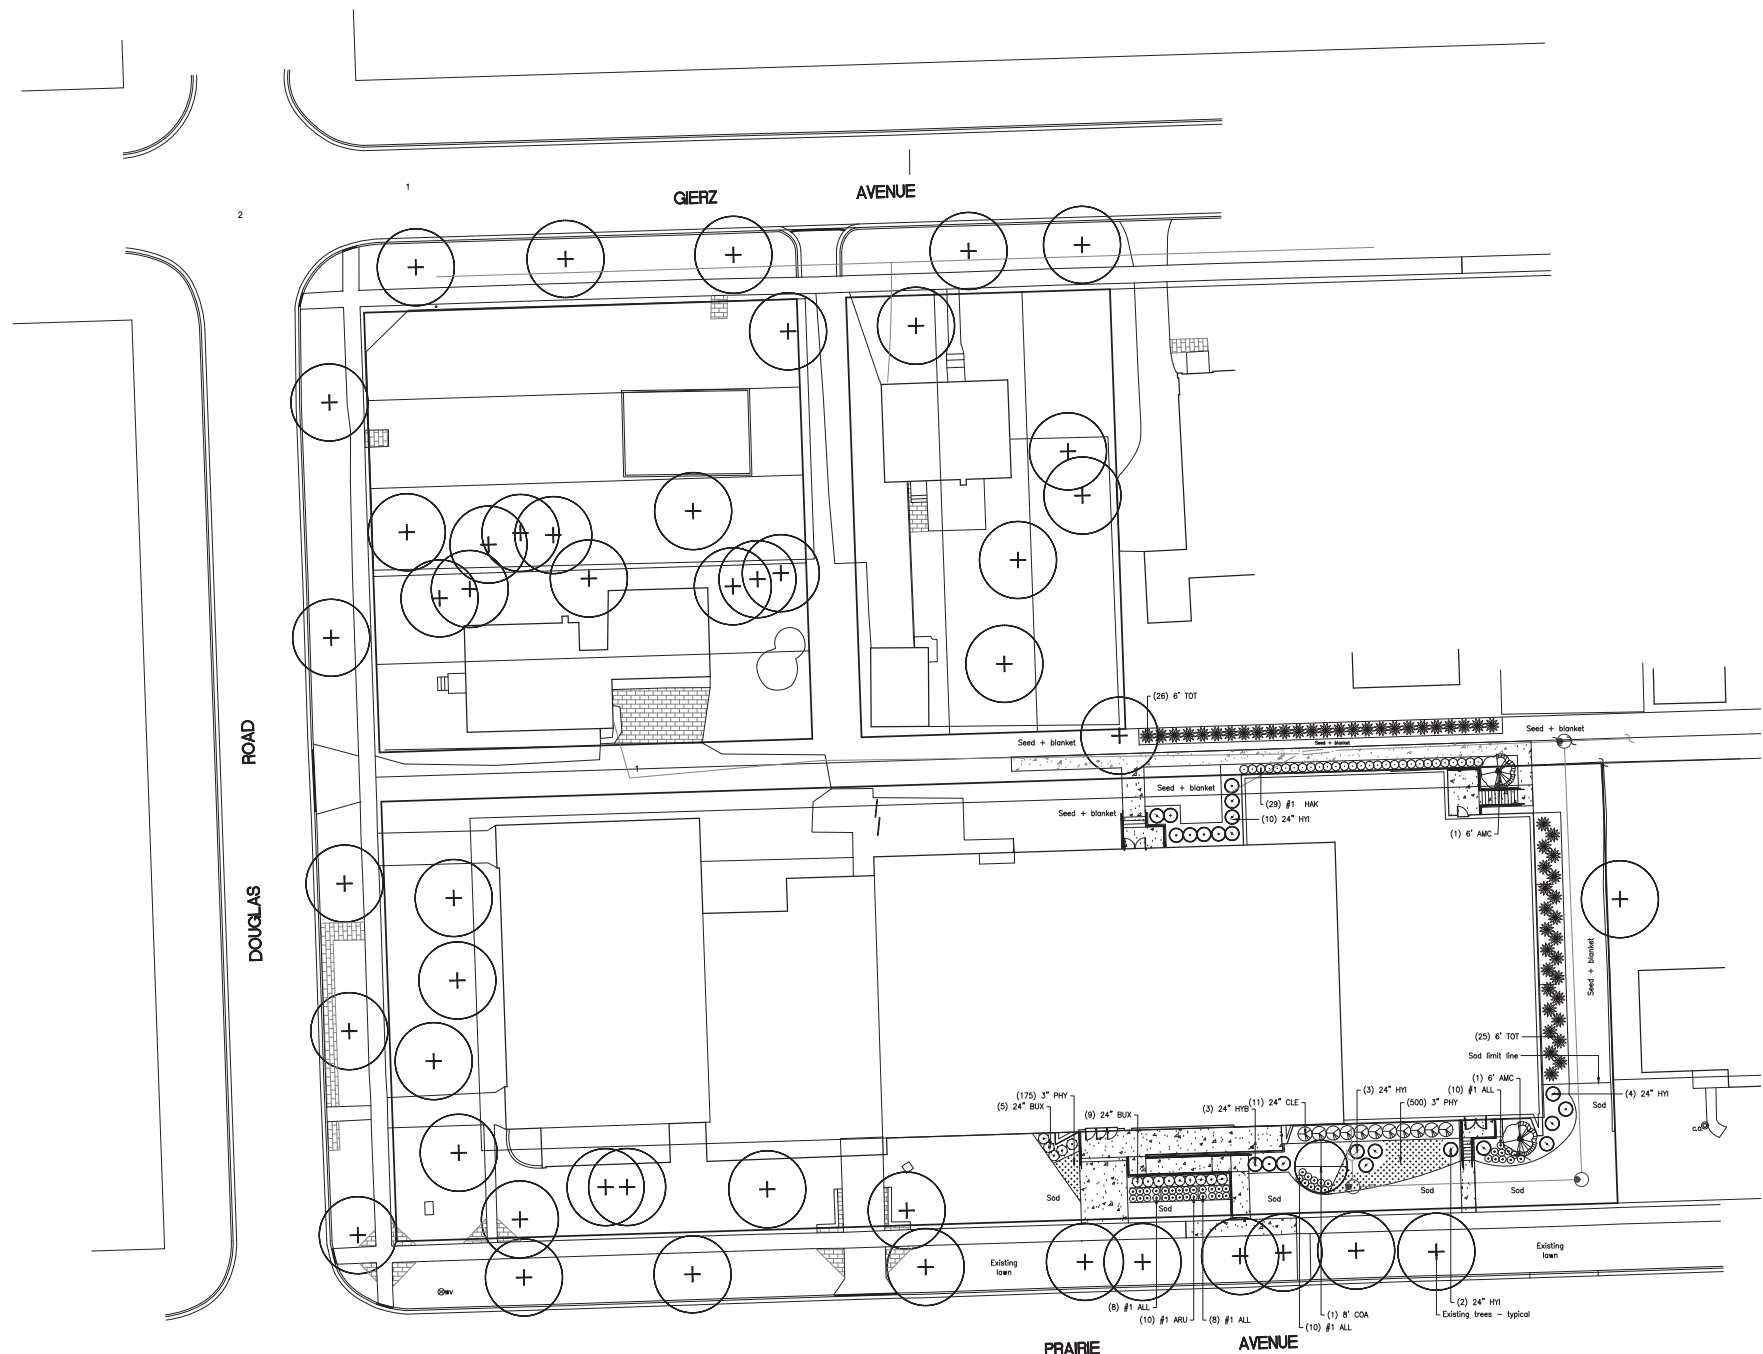 1
2
GIERZ AVENUE
(26) 6' TOT
ROAD
DOUGLAS
Seed + blanket
Seed + blanket
Seed + blanket
1
Seed + blanket
Seed + blanket
(29) #1 HAK
(10) 24" HYI
(1) 6' AMC
Seed + blanket
(25) 6' TOT
Sod limit line
(1) 6' AMC
(175) 3" PHY
(3) 24" HYI
(10) #1 ALL
(4) 24" HYI
(5) 24" BUX
(9) 24" BUX
(3) 24" HYB
(11) 24" CLE
(500) 3" PHY
Sod
c.o.
Sod
Sod
Sod
Sod
Sod
Existing
lawn
Existing
lawn
WV
(8) #1 ALL
(10) #1 ARU
(8) #1 ALL
(1) 8' COA
(10) #1 ALL
(2) 24" HYI
Existing trees - typical
PRAIRIE AVENUE